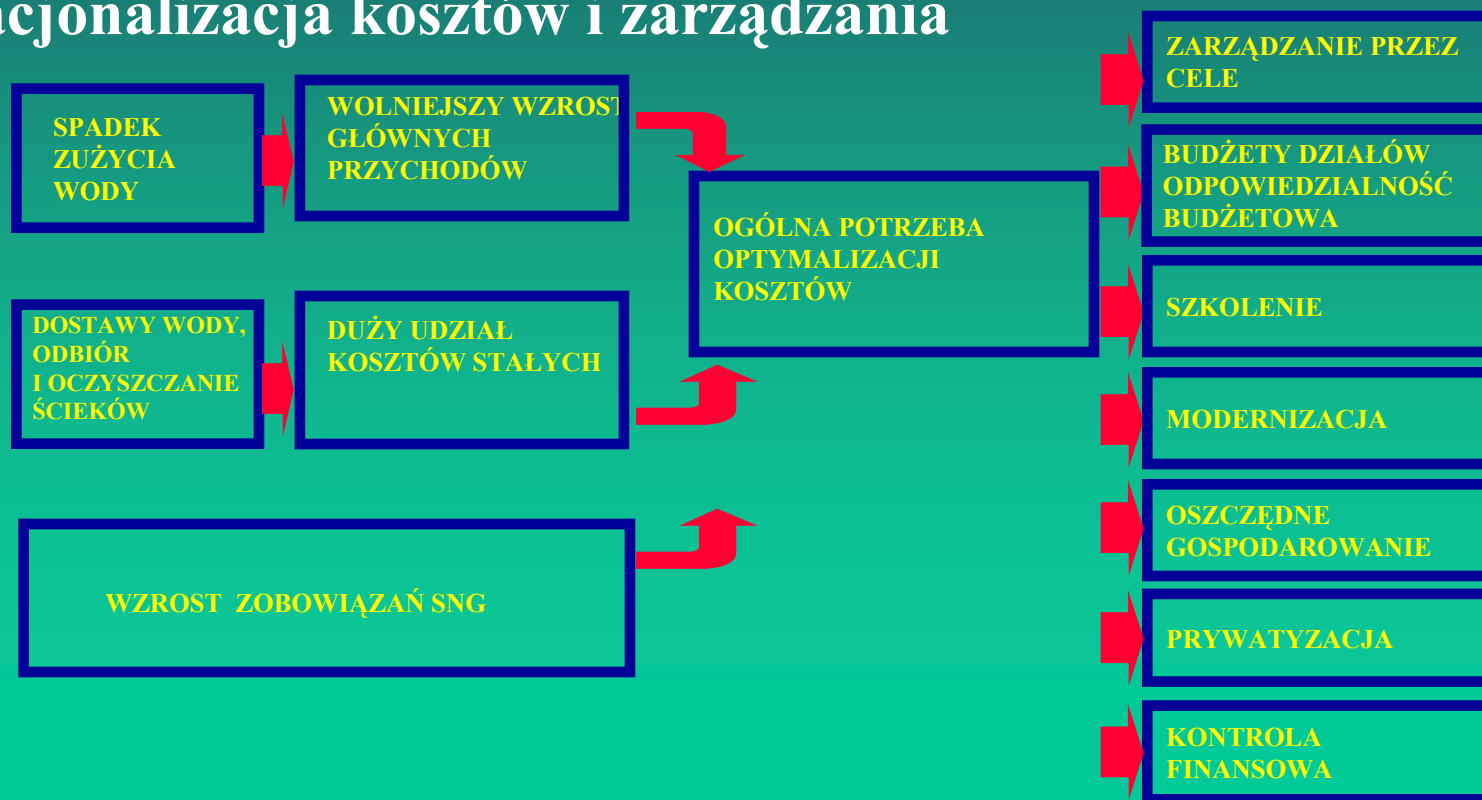 acjonalizacja kosztów i zarządzania
SPADEK
ZUŻYCIA
WODY
WOLNIEJSZY WZROST
GŁÓWNYCH
PRZYCHODÓW
DOSTAWY WODY,
ODBIÓR
I OCZYSZCZANIE
ŚCIEKÓW
DUŻY UDZIAŁ
KOSZTÓW STAŁYCH
WZROST ZOBOWIĄZAŃ SNG
OGÓLNA POTRZEBA
OPTYMALIZACJI
KOSZTÓW
ZARZĄDZANIE PRZEZ
CELE
BUDŻETY DZIAŁÓW
ODPOWIEDZIALNOŚĆ
BUDŻETOWA
SZKOLENIE
MODERNIZACJA
OSZCZĘDNE
GOSPODAROWANIE
PRYWATYZACJA
KONTROLA
FINANSOWA